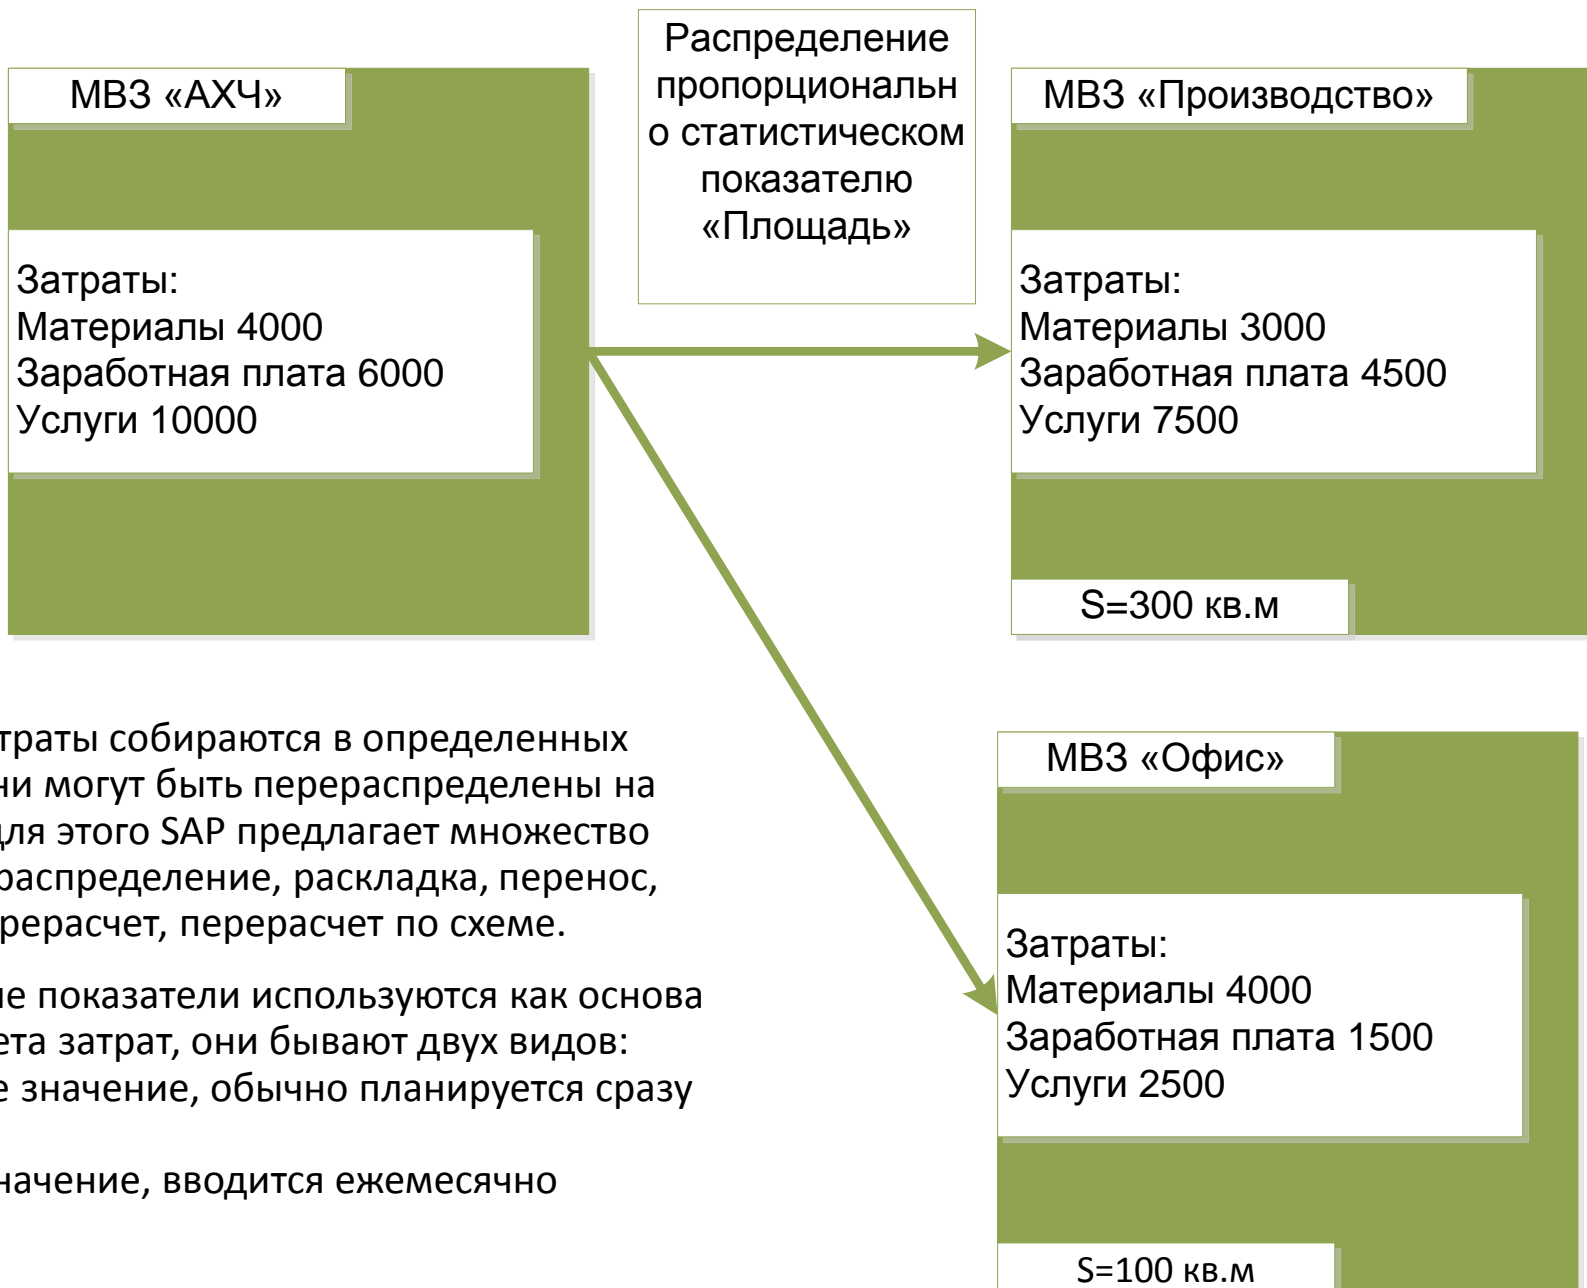 МВЗ «АХЧ»
Затраты:
Материалы 4000
Заработная плата 6000
Услуги 10000
Распределение
пропорциональн
о статистическом
показателю
«Площадь»
МВЗ «Производство»
Затраты:
Материалы 3000
Заработная плата 4500
Услуги 7500
S=300 кв.м
МВЗ «Офис»
Затраты:
Материалы 4000
Заработная плата 1500
Услуги 2500
S=100 кв.м
траты собираются в определенных
ни могут быть перераспределены на
для этого SAP предлагает множество
распределение, раскладка, перенос,
ререрасчет, перерасчет по схеме.
ые показатели используются как основа
ета затрат, они бывают двух видов:
е значение, обычно планируется сразу
начение, вводится ежемесячно